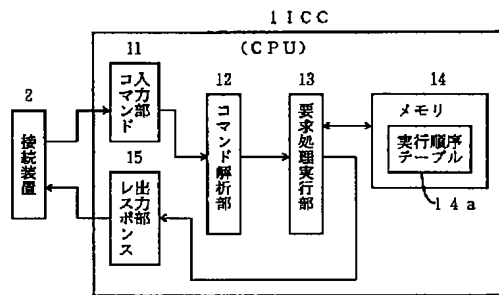 1 ICC
(CPU)
11
コマンド
入力部
12
コマンド解析部
13
要求処理実行部
14
メモリ
実行順序
テーブル
14a
2
接続装置
15
レスポンス
出力部